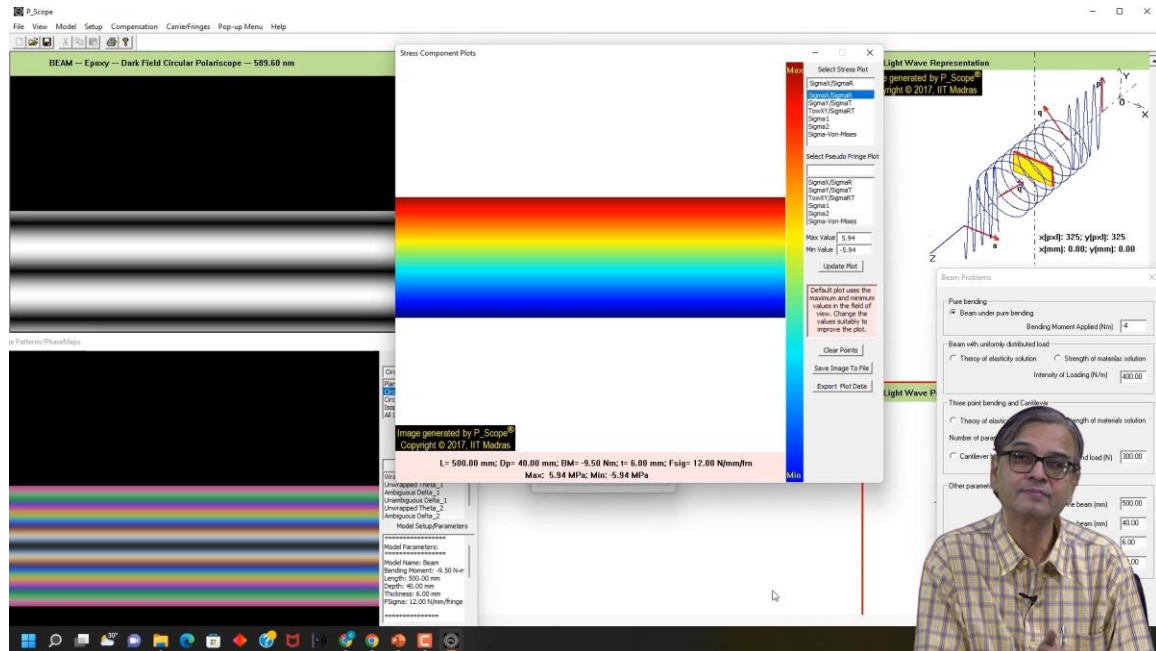 P_Scope
File View Model Setup Compensation CarrierFringes Pop-up Menu Help
BEAM — Epoxy — Dark Field Circular Polariscope — 589.60 nm
Stress Component Plots
Max
Min
Select Stress Plot
SigmaX/SigmaR
SigmaX/SigmaR
SigmaY/SigmaT
TowXY/SigmaRT
Sigma1
Sigma2
Sigma-Von-Mises
Select Pseudo Fringe Plot
SigmaX/SigmaR
SigmaY/SigmaT
TowXY/SigmaRT
Sigma1
Sigma2
Sigma-Von-Mises
Max Value 5.94
Min Value -5.94
Update Plot
Default plot uses the
maximum and minimum
values in the field of
view. Change the
values suitably to
improve the plot.
Clear Points
Save Image To File
Export Plot Data
Image generated by P_Scope®
Copyright © 2017, IIT Madras
L= 500.00 mm; Dp= 40.00 mm; BM= -9.50 Nm; t= 6.00 mm; Fsig= 12.00 N/mm/frn
Max: 5.94 MPa; Min: -5.94 MPa
Light Wave Representation
e generated by P_Scope®
yright © 2017, IIT Madras
Y
O
X
P
q
q
a
Z
x(pxl): 325; y(pxl): 325
x(mm): 0.00; y(mm): 0.00
Light Wave P
e Patterns/PhaseMaps
Unwrapped Theta_1
Ambiguous Delta_1
Unambiguous Delta_1
Unwrapped Theta_2
Ambiguous Delta_2
Model Setup/Parameters
******************
Model Parameters:
******************
Model Name: Beam
Bending Moment: -9.50 N-m
Length: 500.00 mm
Depth: 40.00 mm
Thickness: 6.00 mm
FSigma: 12.00 N/mm/fringe
******************
Beam Problems
Pure bending
Beam under pure bending
Bending Moment Applied (Nm) -4
Beam with uniformly distributed load
Theroy of elasticity solution Strength of materilas solution
Intensity of Loading (N/m) 400.00
Three point bending and Cantilever
Theroy of elastic ength of materials solution
Number of para
Cantilever nd load (N) 300.00
Other paramet
he beam (mm) 500.00
beam (mm) 40.00
6.00
30°